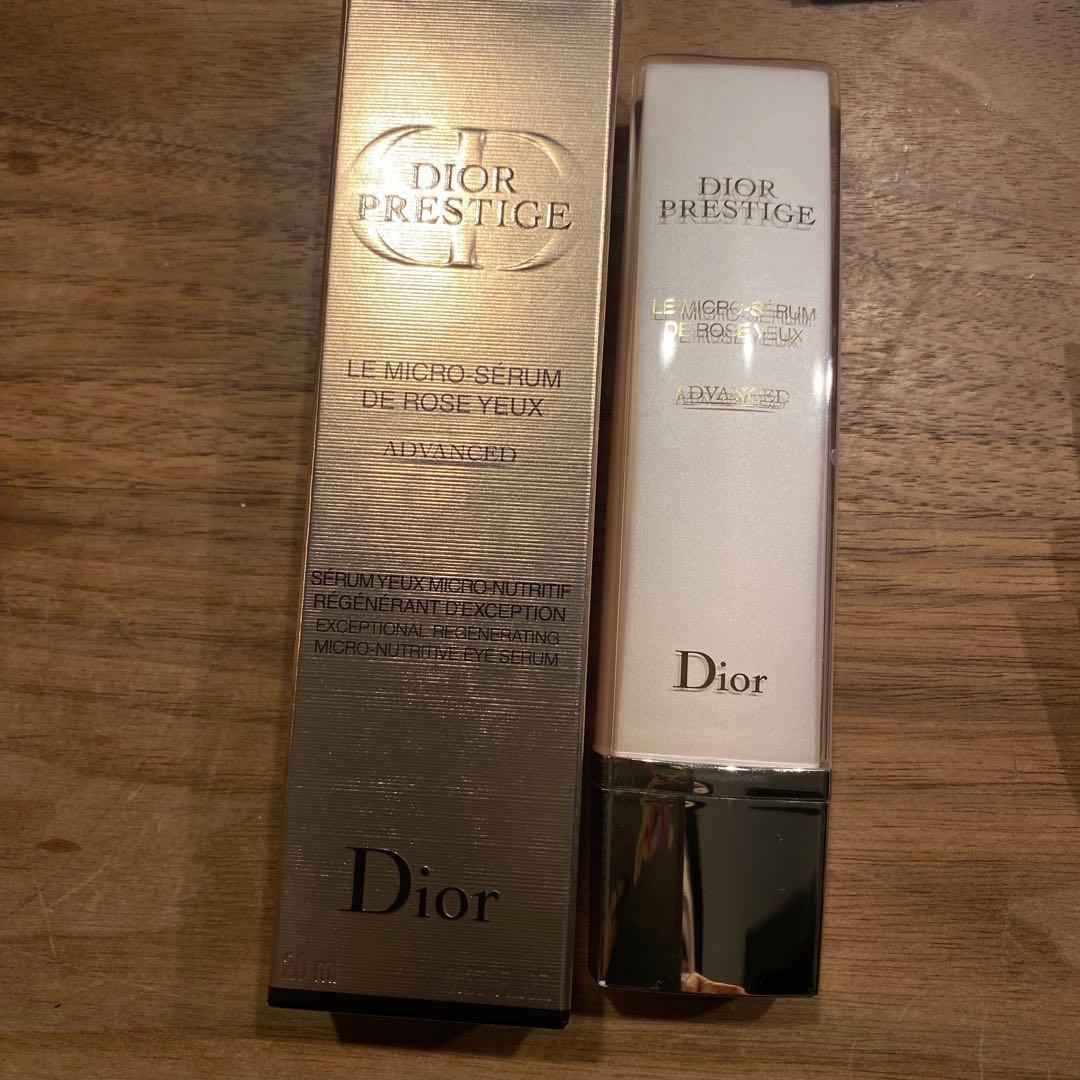 DIOR
PRESTIGE
LE MICRO-SÉRUM
DE ROSE YEUX
ADVANCED
SÉRUM YEUX MICRO-NUTRITIF
RÉGÉNÉRANT D'EXCEPTION
EXCEPTIONAL REGENERATING
MICRO-NUTRITIVE EYE SERUM
Dior
20 ml
DIOR
PRESTIGE
LE MICRO-SÉRUM
DE ROSE YEUX
ADVANCED
Dior